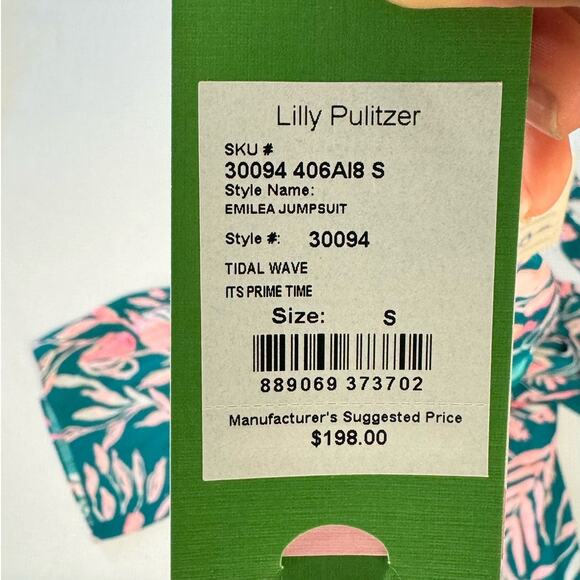 Lilly Pulitzer
SKU #
30094 406AI8 S
Style Name:
EMILEA JUMPSUIT
Style #: 30094
TIDAL WAVE
ITS PRIME TIME
Size: S
889069 373702
Manufacturer's Suggested Price
$198.00